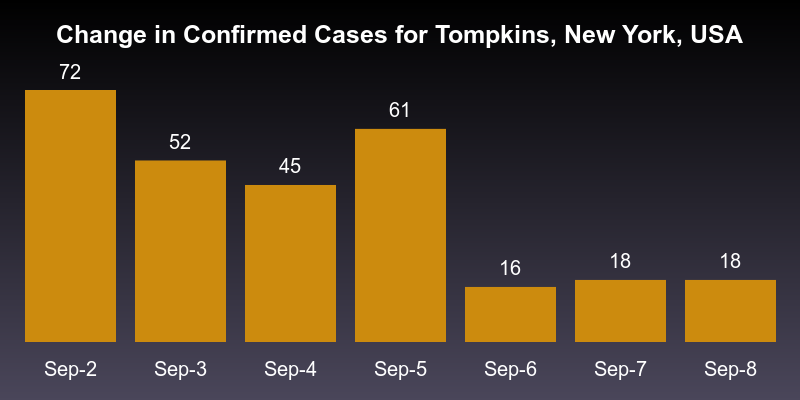 Change in Confirmed Cases for Tompkins, New York, USA
72
52
45
61
16
18
18
Sep-2
Sep-3
Sep-4
Sep-5
Sep-6
Sep-7
Sep-8